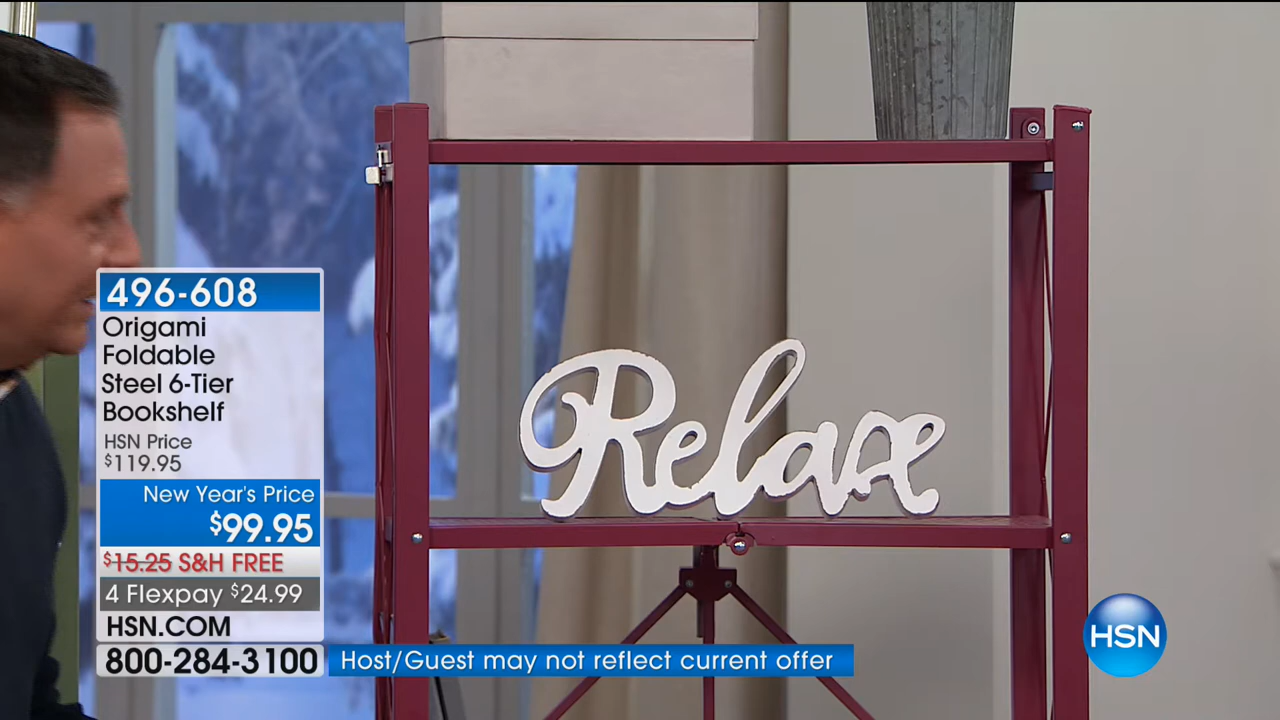 Relax
496-608
Origami
Foldable
Steel 6-Tier
Bookshelf
HSN Price
$119.95
New Year's Price
$99.95
$15.25 S&H FREE
4 Flexpay $24.99
HSN.COM
800-284-3100
Host/Guest may not reflect current offer
HSN